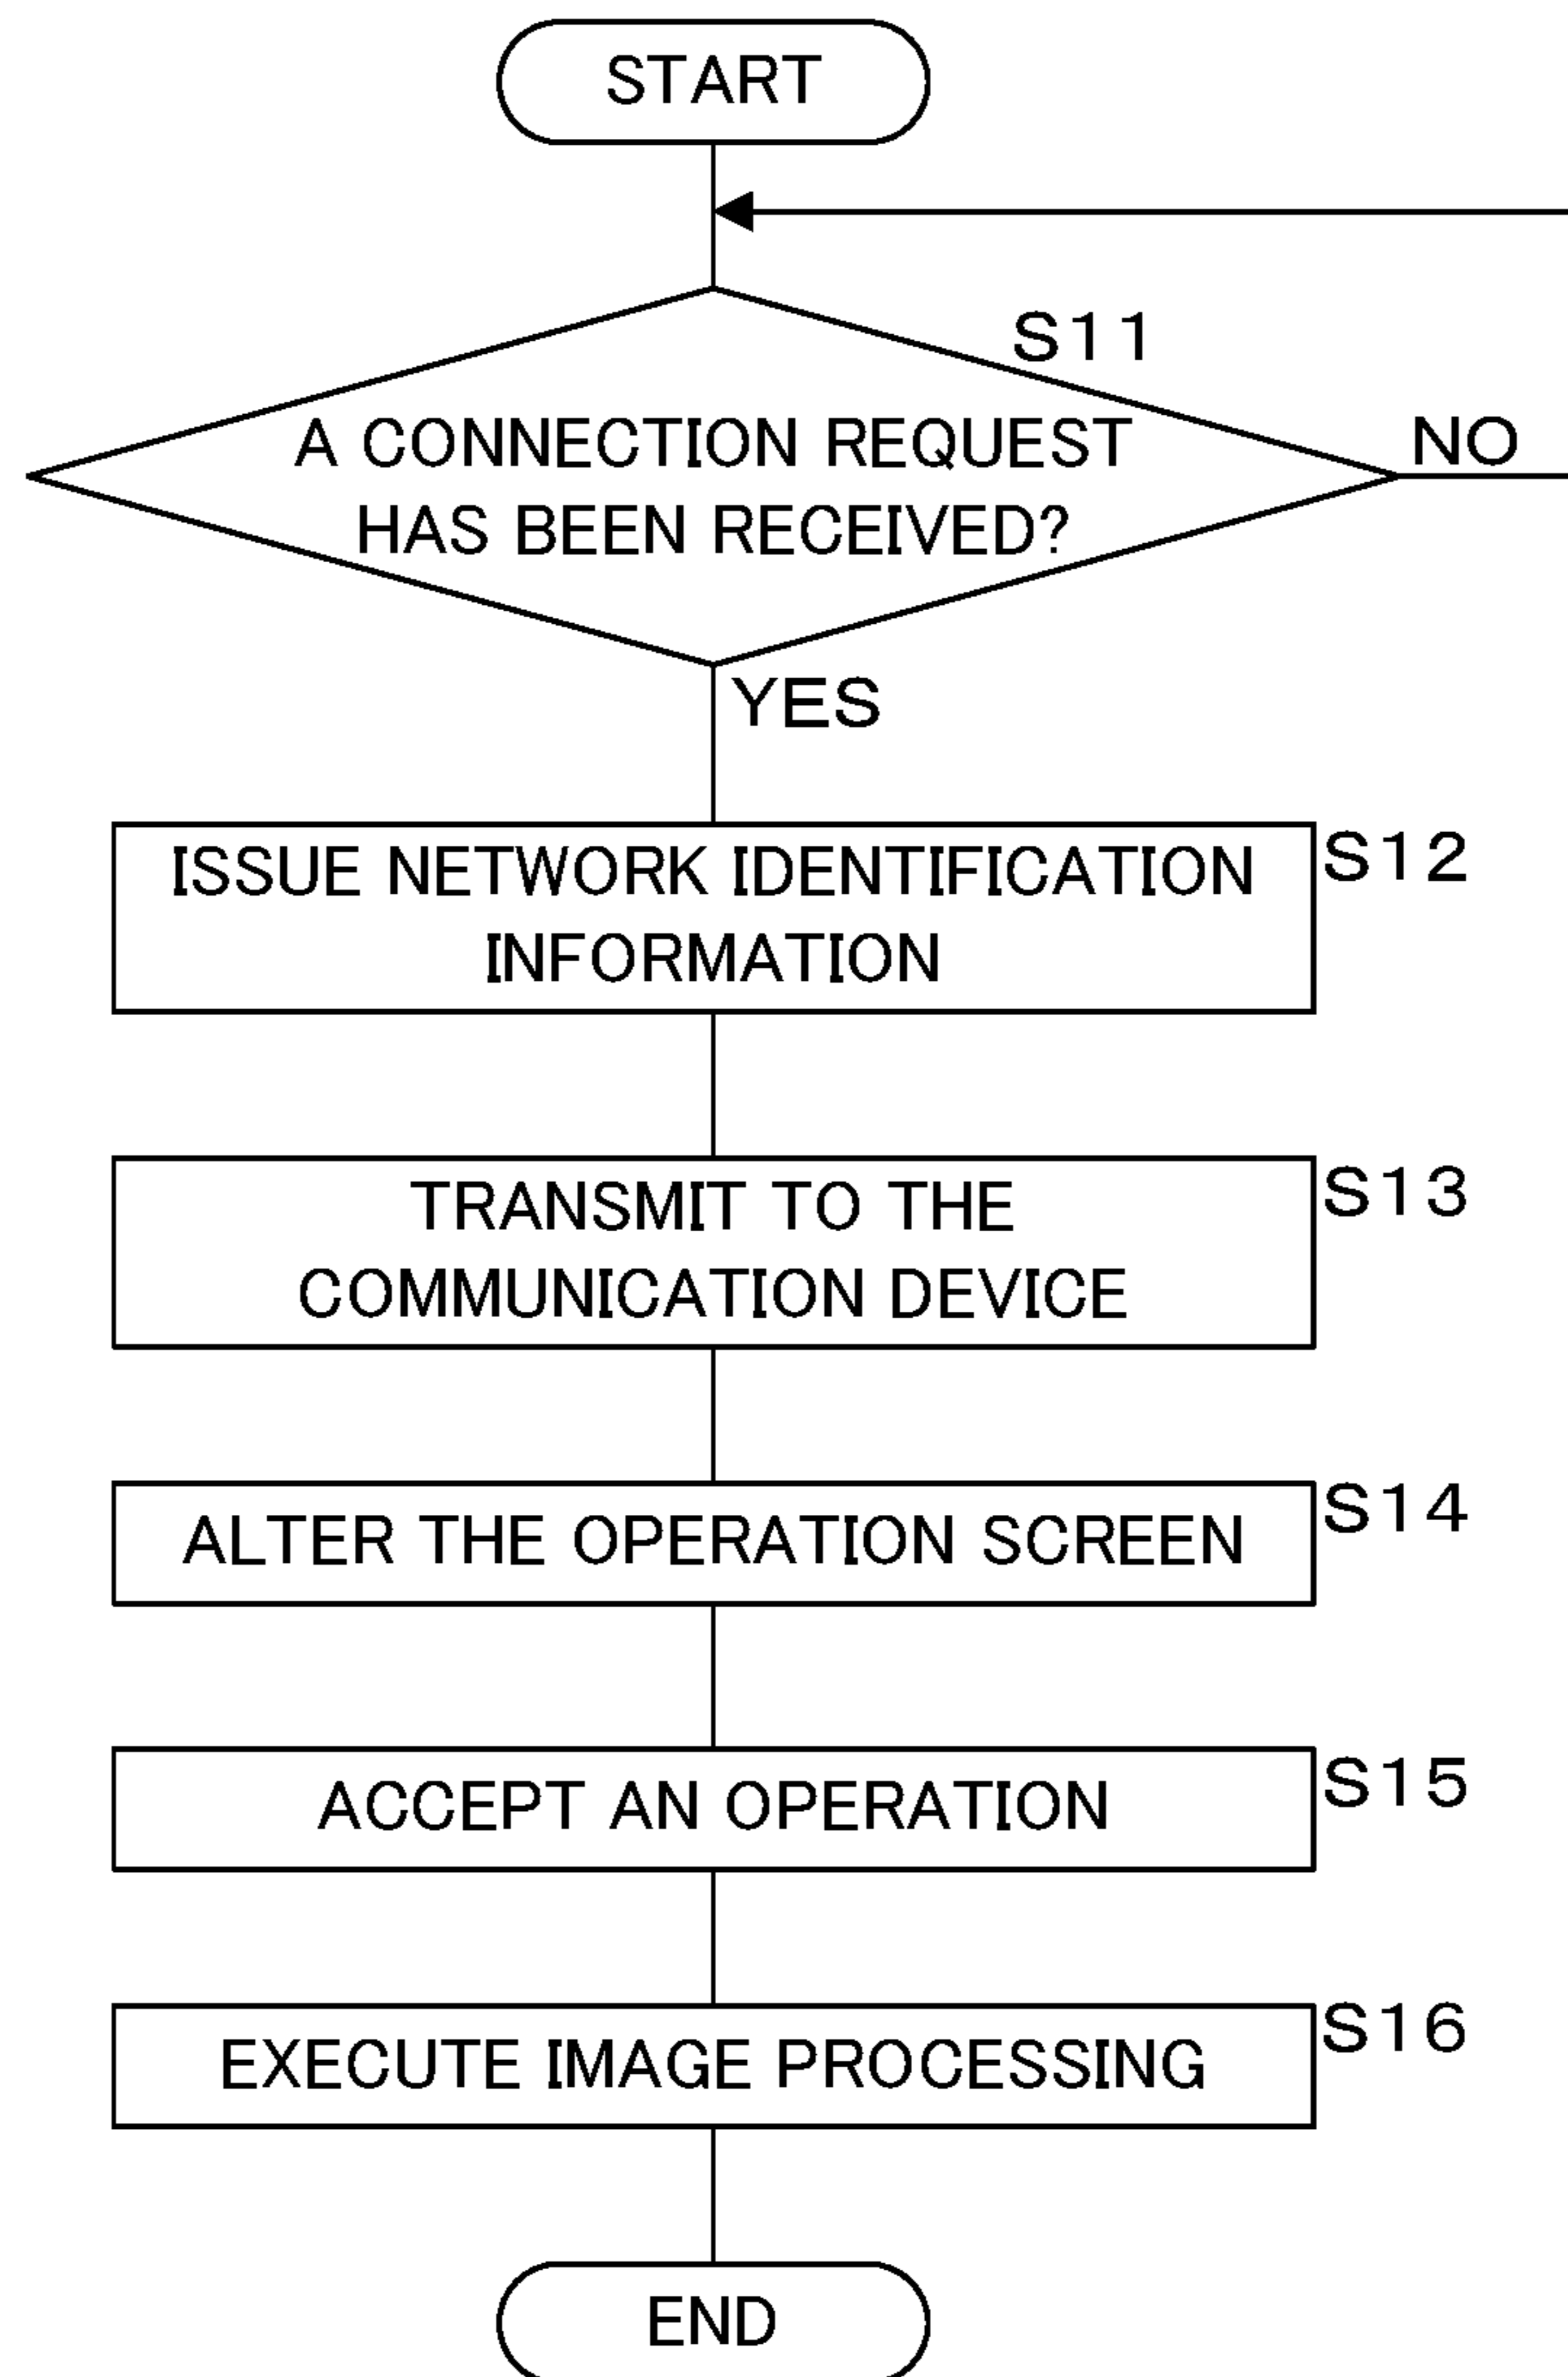 START
S11
A CONNECTION REQUEST
HAS BEEN RECEIVED?
NO
YES
ISSUE NETWORK IDENTIFICATION
INFORMATION
S12
TRANSMIT TO THE
COMMUNICATION DEVICE
S13
ALTER THE OPERATION SCREEN
S14
ACCEPT AN OPERATION
S15
EXECUTE IMAGE PROCESSING
S16
END